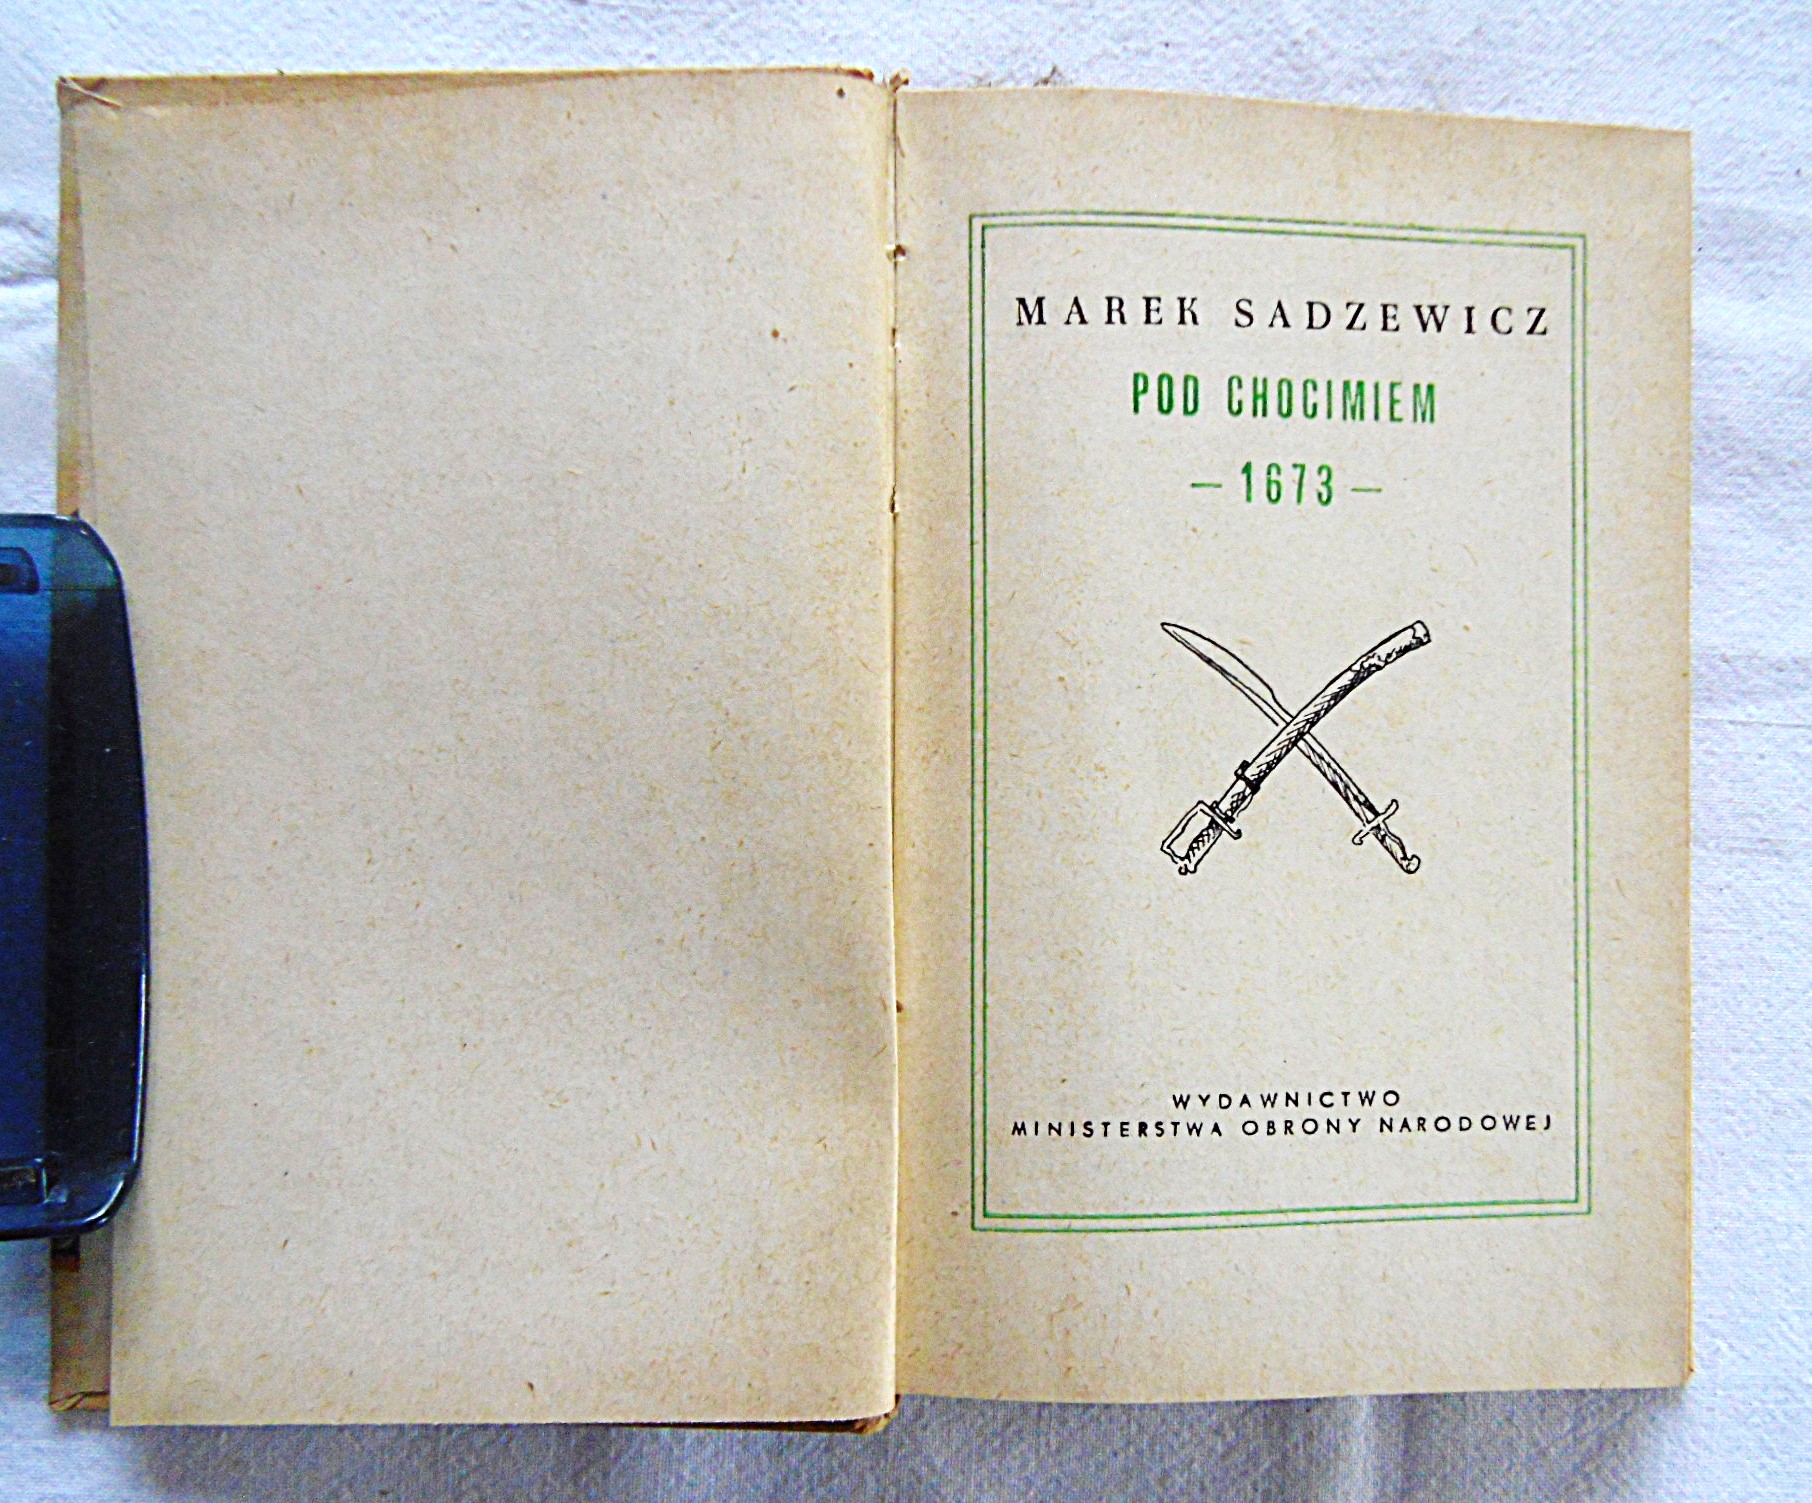 MAREK SADZEWICZ
POD CHOCIMIEM
— 1673 —
WYDAWNICTWO
MINISTERSTWA OBRONY NARODOWEJ